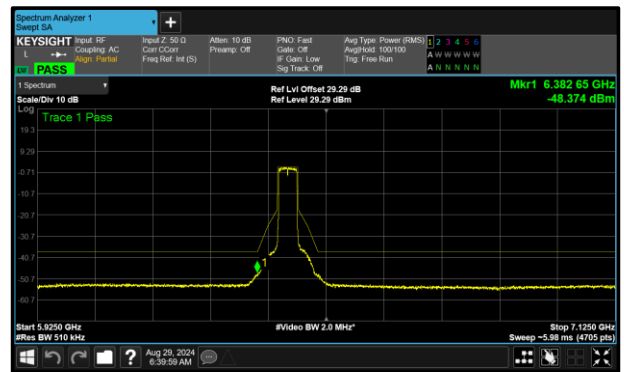 Spectrum Analyzer 1
Swept SA
+
KEYSIGHT Input: RF Input Z: 50 Ω Atten: 10 dB PNO: Fast Avg Type: Power (RMS) 1 2 3 4 5 6
L Coupling: AC Corr CCorr Preamp: Off Gate: Off Avg|Hold: 100/100 A W W W W W
Align: Partial Freq Ref: Int (S) IF Gain: Low Trig: Free Run
PASS Sig Track: Off A N N N N N
1 Spectrum Ref Lvl Offset 29.29 dB Mkr1 6.382 65 GHz
Scale/Div 10 dB Ref Level 29.29 dBm -48.374 dBm
Log
Trace 1 Pass
19.3
9.29
-0.71
-10.7
-20.7
-30.7
-40.7
1
-50.7
-60.7
Start 5.9250 GHz #Video BW 2.0 MHz* Stop 7.1250 GHz
#Res BW 510 kHz Sweep ~5.98 ms (4705 pts)
? Aug 29, 2024
6:39:59 AM